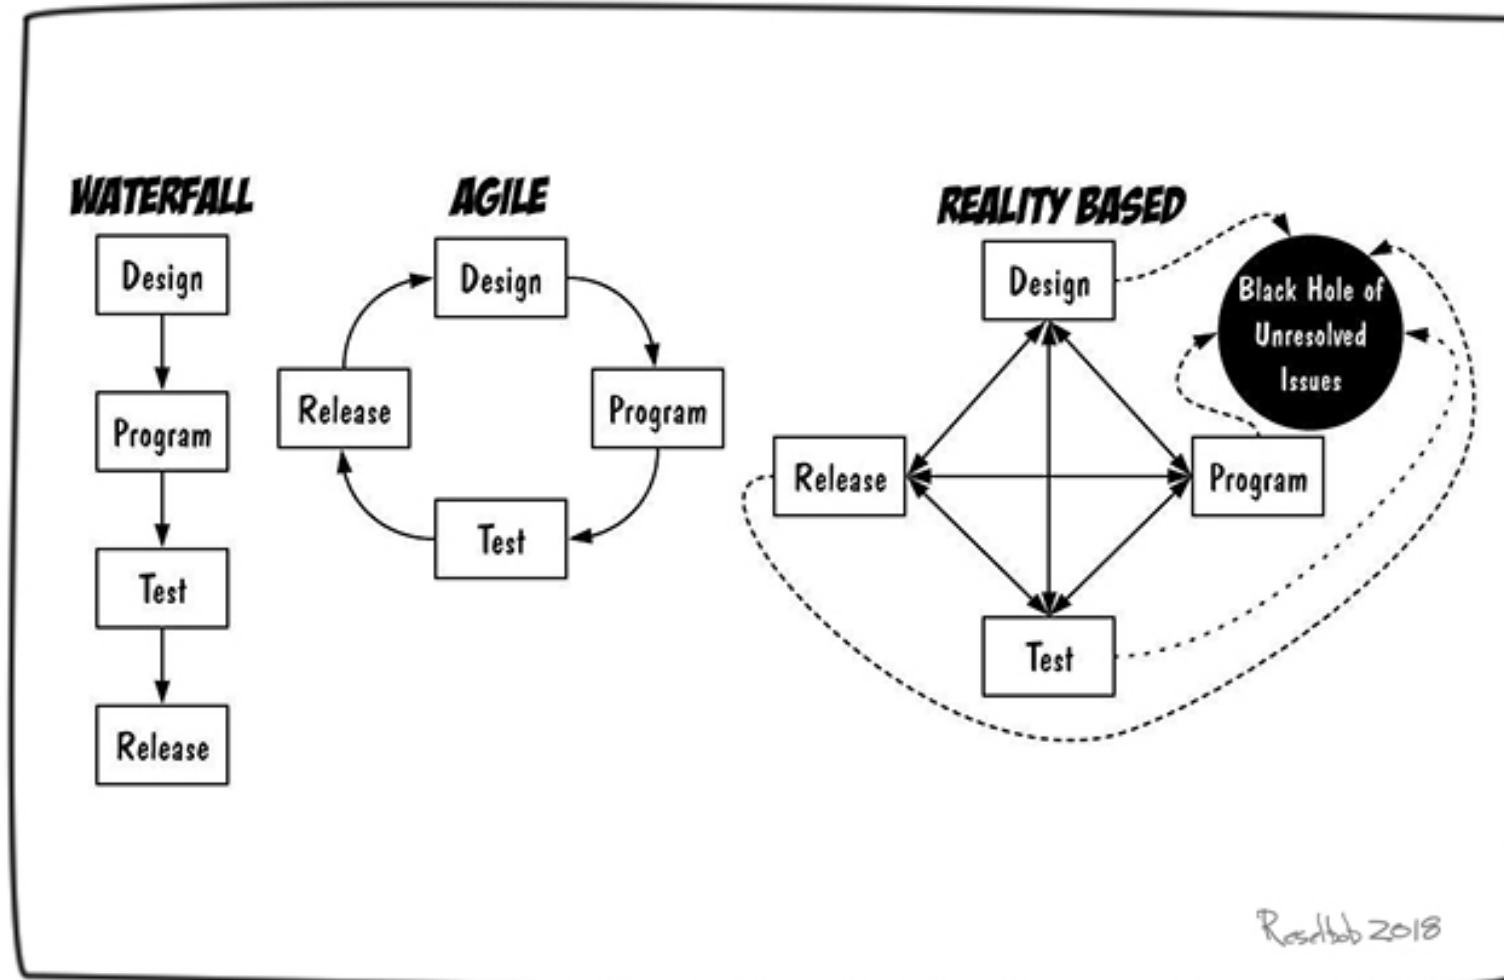 WATERFALL
Design
Program
Test
Release
AGILE
Design
Release
Program
Test
REALITY BASED
Design
Black Hole of
Unresolved
Issues
Release
Program
Test
2018